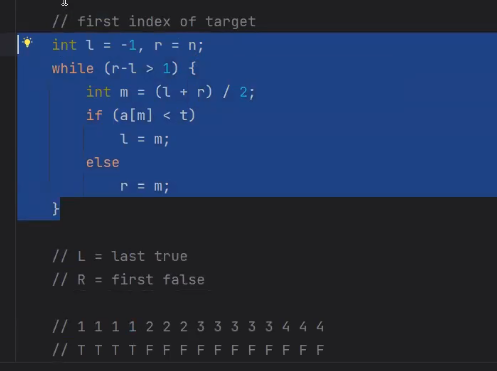 // first index of target
int l = -1, r = n;
while (r-l > 1) {
int m = (l + r) / 2;
if (a[m] < t)
l = m;
else
r = m;
}
// L = last true
// R = first false
// 1 1 1 1 2 2 2 3 3 3 3 3 4 4 4
// T T T T F F F F F F F F F F F